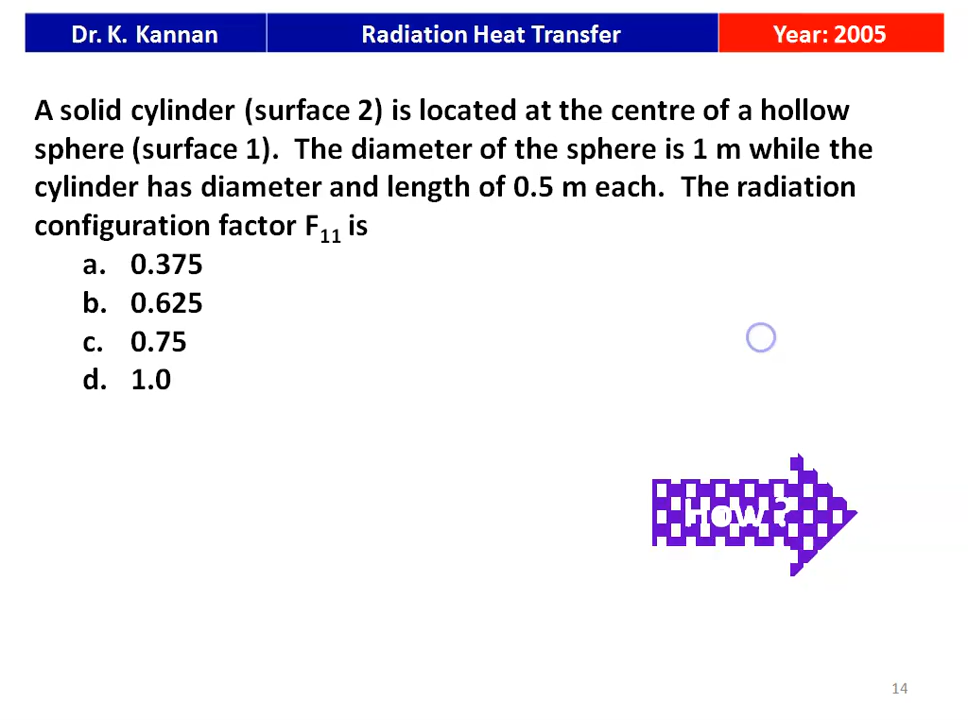 Dr. K. Kannan Radiation Heat Transfer Year: 2005
A solid cylinder (surface 2) is located at the centre of a hollow
sphere (surface 1). The diameter of the sphere is 1 m while the
cylinder has diameter and length of 0.5 m each. The radiation
configuration factor F₁₁ is
a. 0.375
b. 0.625
c. 0.75
d. 1.0
How ?
14